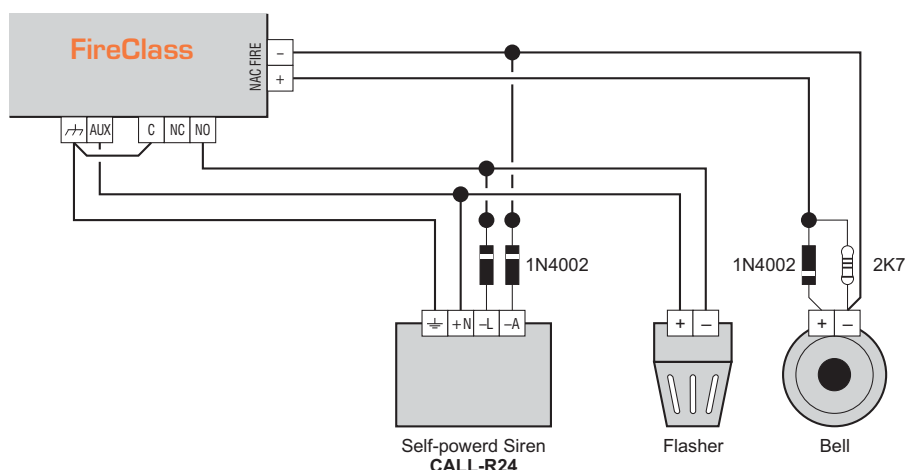 FireClass
NAC FIRE
–
+
AUX
C
NC
NO
1N4002
1N4002
2K7
+N
–L
–A
+
–
+
–
Self-powerd Siren
CALL-R24
Flasher
Bell